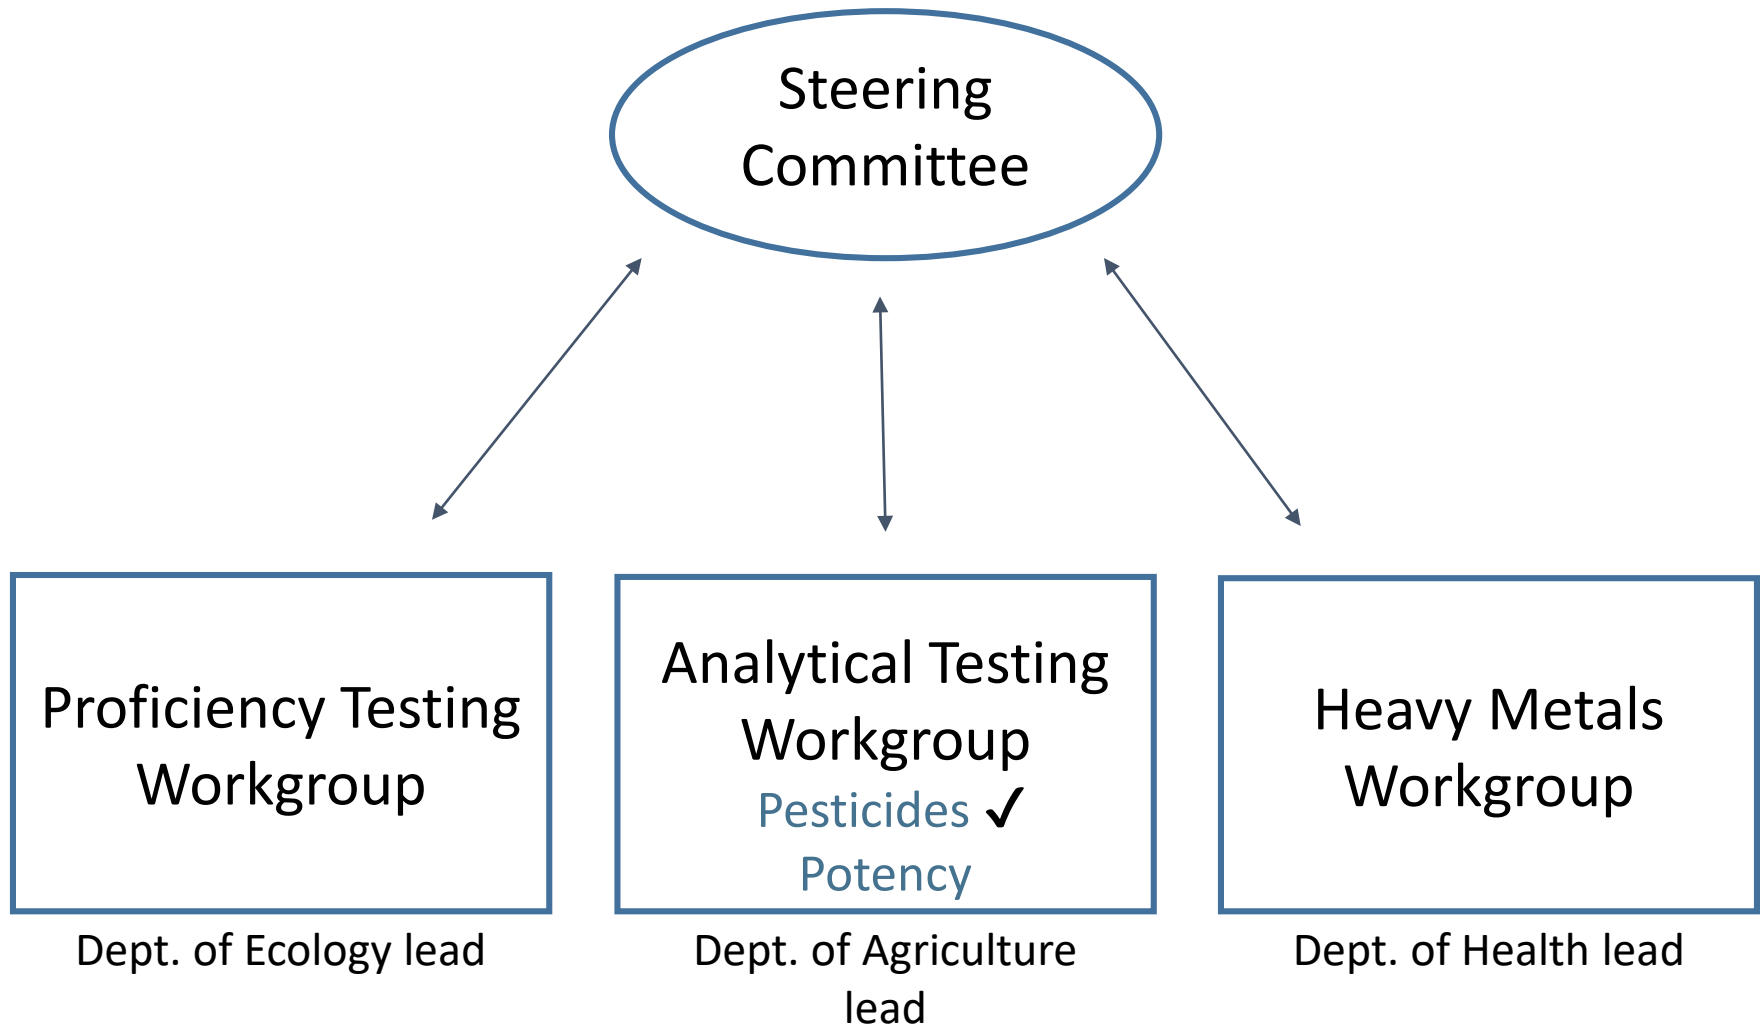 Steering
Committee
Proficiency Testing
Workgroup
Analytical Testing
Workgroup
Pesticides ✓
Potency
Heavy Metals
Workgroup
Dept. of Ecology lead
Dept. of Agriculture
lead
Dept. of Health lead